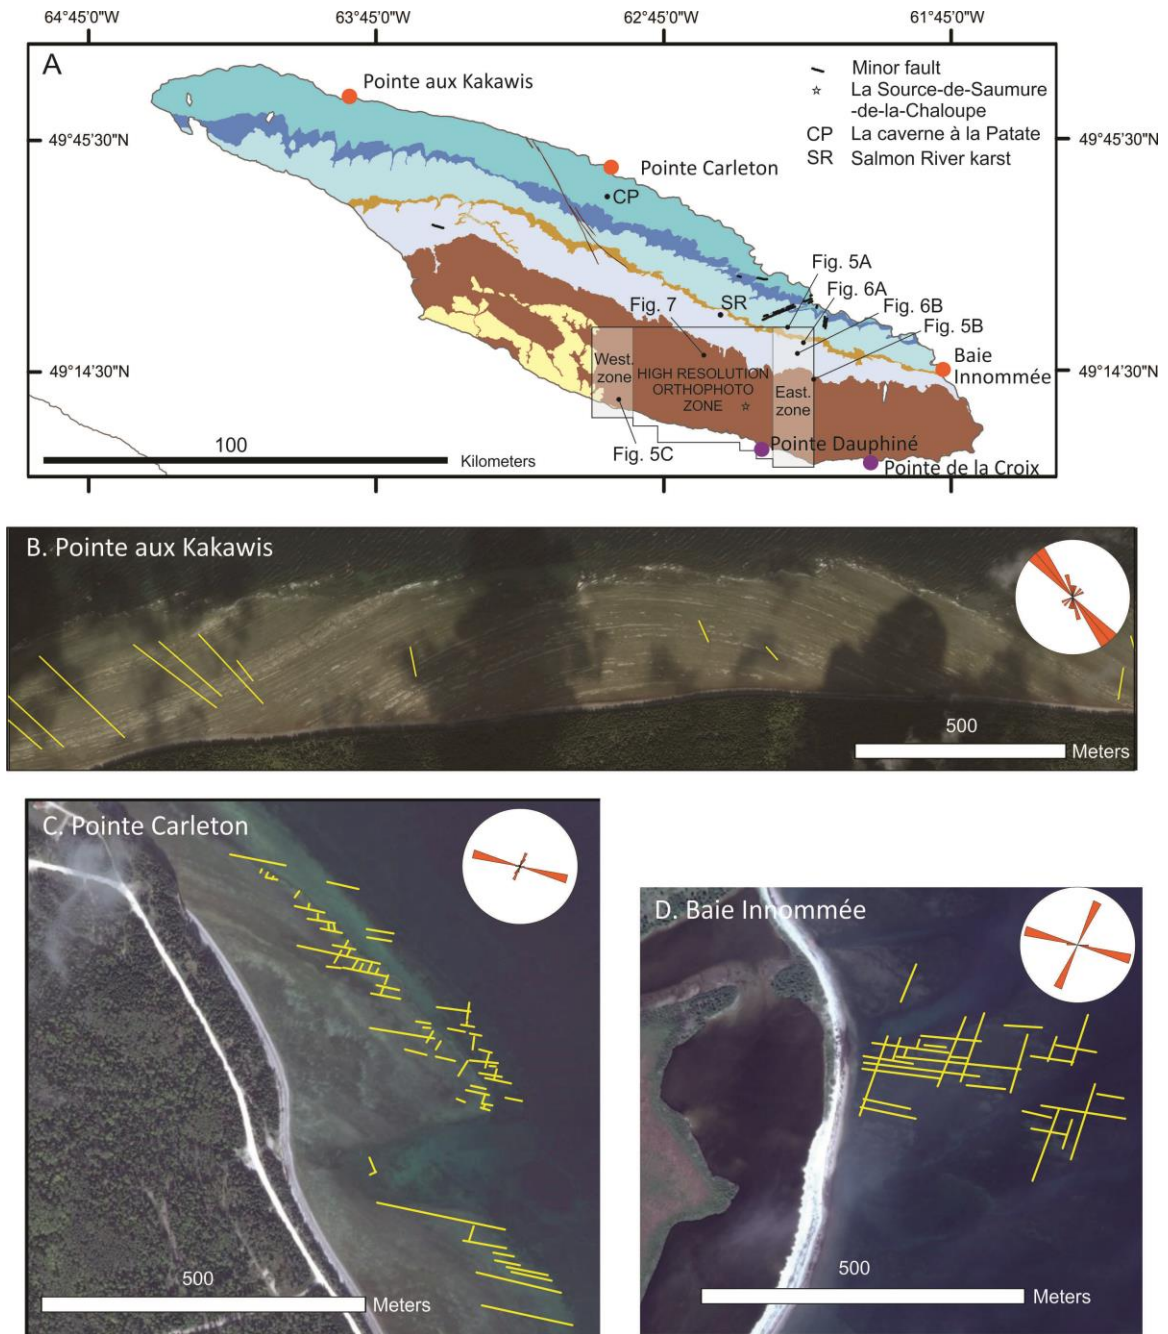 64°45'0"W 63°45'0"W 62°45'0"W 61°45'0"W
A
Pointe aux Kakawis
Minor fault
La Source-de-Saumure
-de-la-Chaloupe
CP La caverne à la Patate
SR Salmon River karst
49°45'30"N
49°45'30"N
Pointe Carleton
CP
Fig. 5A
Fig. 6A
Fig. 6B
Fig. 5B
Fig. 7
SR
49°14'30"N
49°14'30"N
Baie
Innommée
West.
zone
HIGH RESOLUTION
ORTHOPHOTO
ZONE
East.
zone
100
Kilometers
Fig. 5C
Pointe Dauphiné
Pointe de la Croix
B. Pointe aux Kakawis
500
Meters
C. Pointe Carleton
500
Meters
D. Baie Innommée
500
Meters